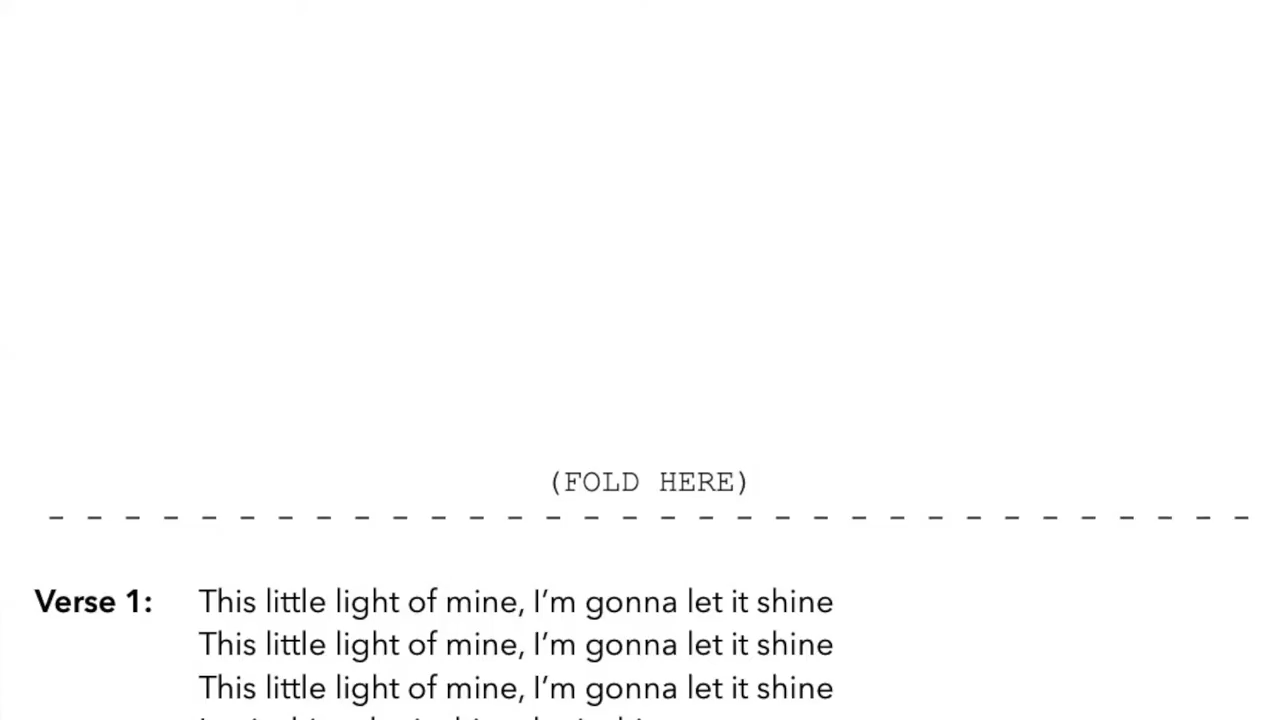 (FOLD HERE)
Verse 1: This little light of mine, I’m gonna let it shine
This little light of mine, I’m gonna let it shine
This little light of mine, I’m gonna let it shine